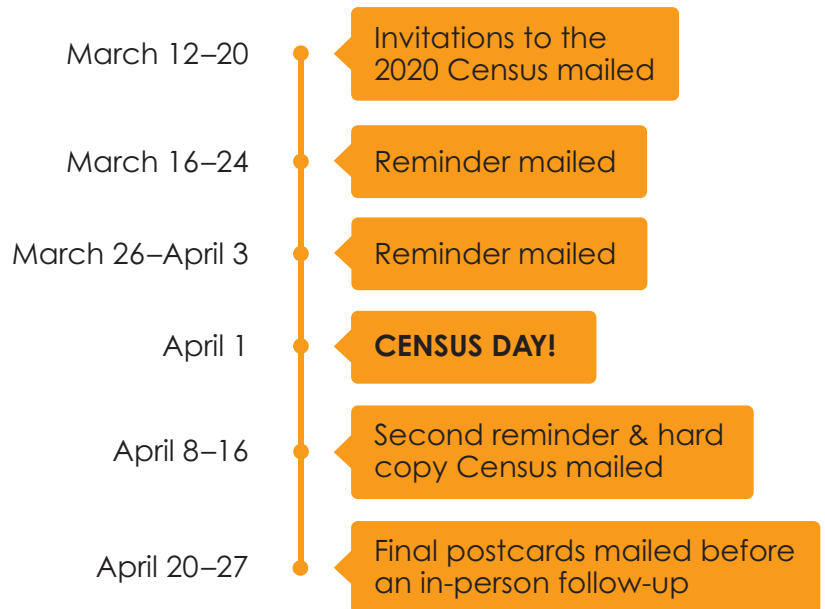 March 12–20
Invitations to the
2020 Census mailed
March 16–24
Reminder mailed
March 26–April 3
Reminder mailed
April 1
CENSUS DAY!
April 8–16
Second reminder & hard
copy Census mailed
April 20–27
Final postcards mailed before
an in-person follow-up